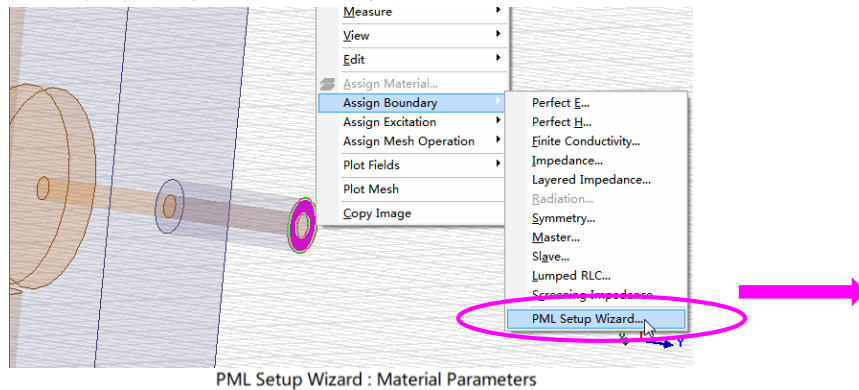 Measure
View
Edit
Assign Material...
Assign Boundary
Assign Excitation
Assign Mesh Operation
Plot Fields
Plot Mesh
Copy Image
Perfect E...
Perfect H...
Finite Conductivity...
Impedance...
Layered Impedance...
Radiation...
Symmetry...
Master...
Slave...
Lumped RLC...
Screening Impedance...
PML Setup Wizard...
Y
PML Setup Wizard : Material Parameters